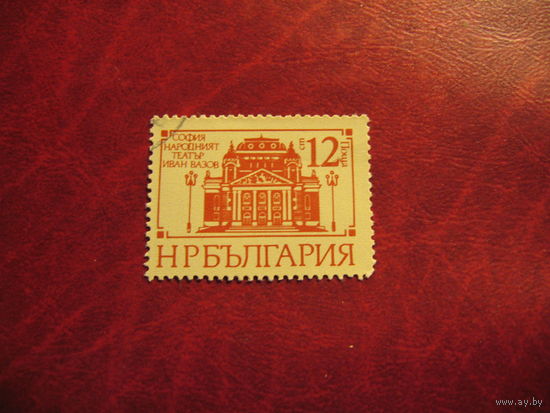 СОФИЯ
НАРОДНИЯТ
ТЕАТЪР
ИВАН ВАЗОВ
12
ст
Поща
НРБЪЛГАРИЯ
© www.ay.by